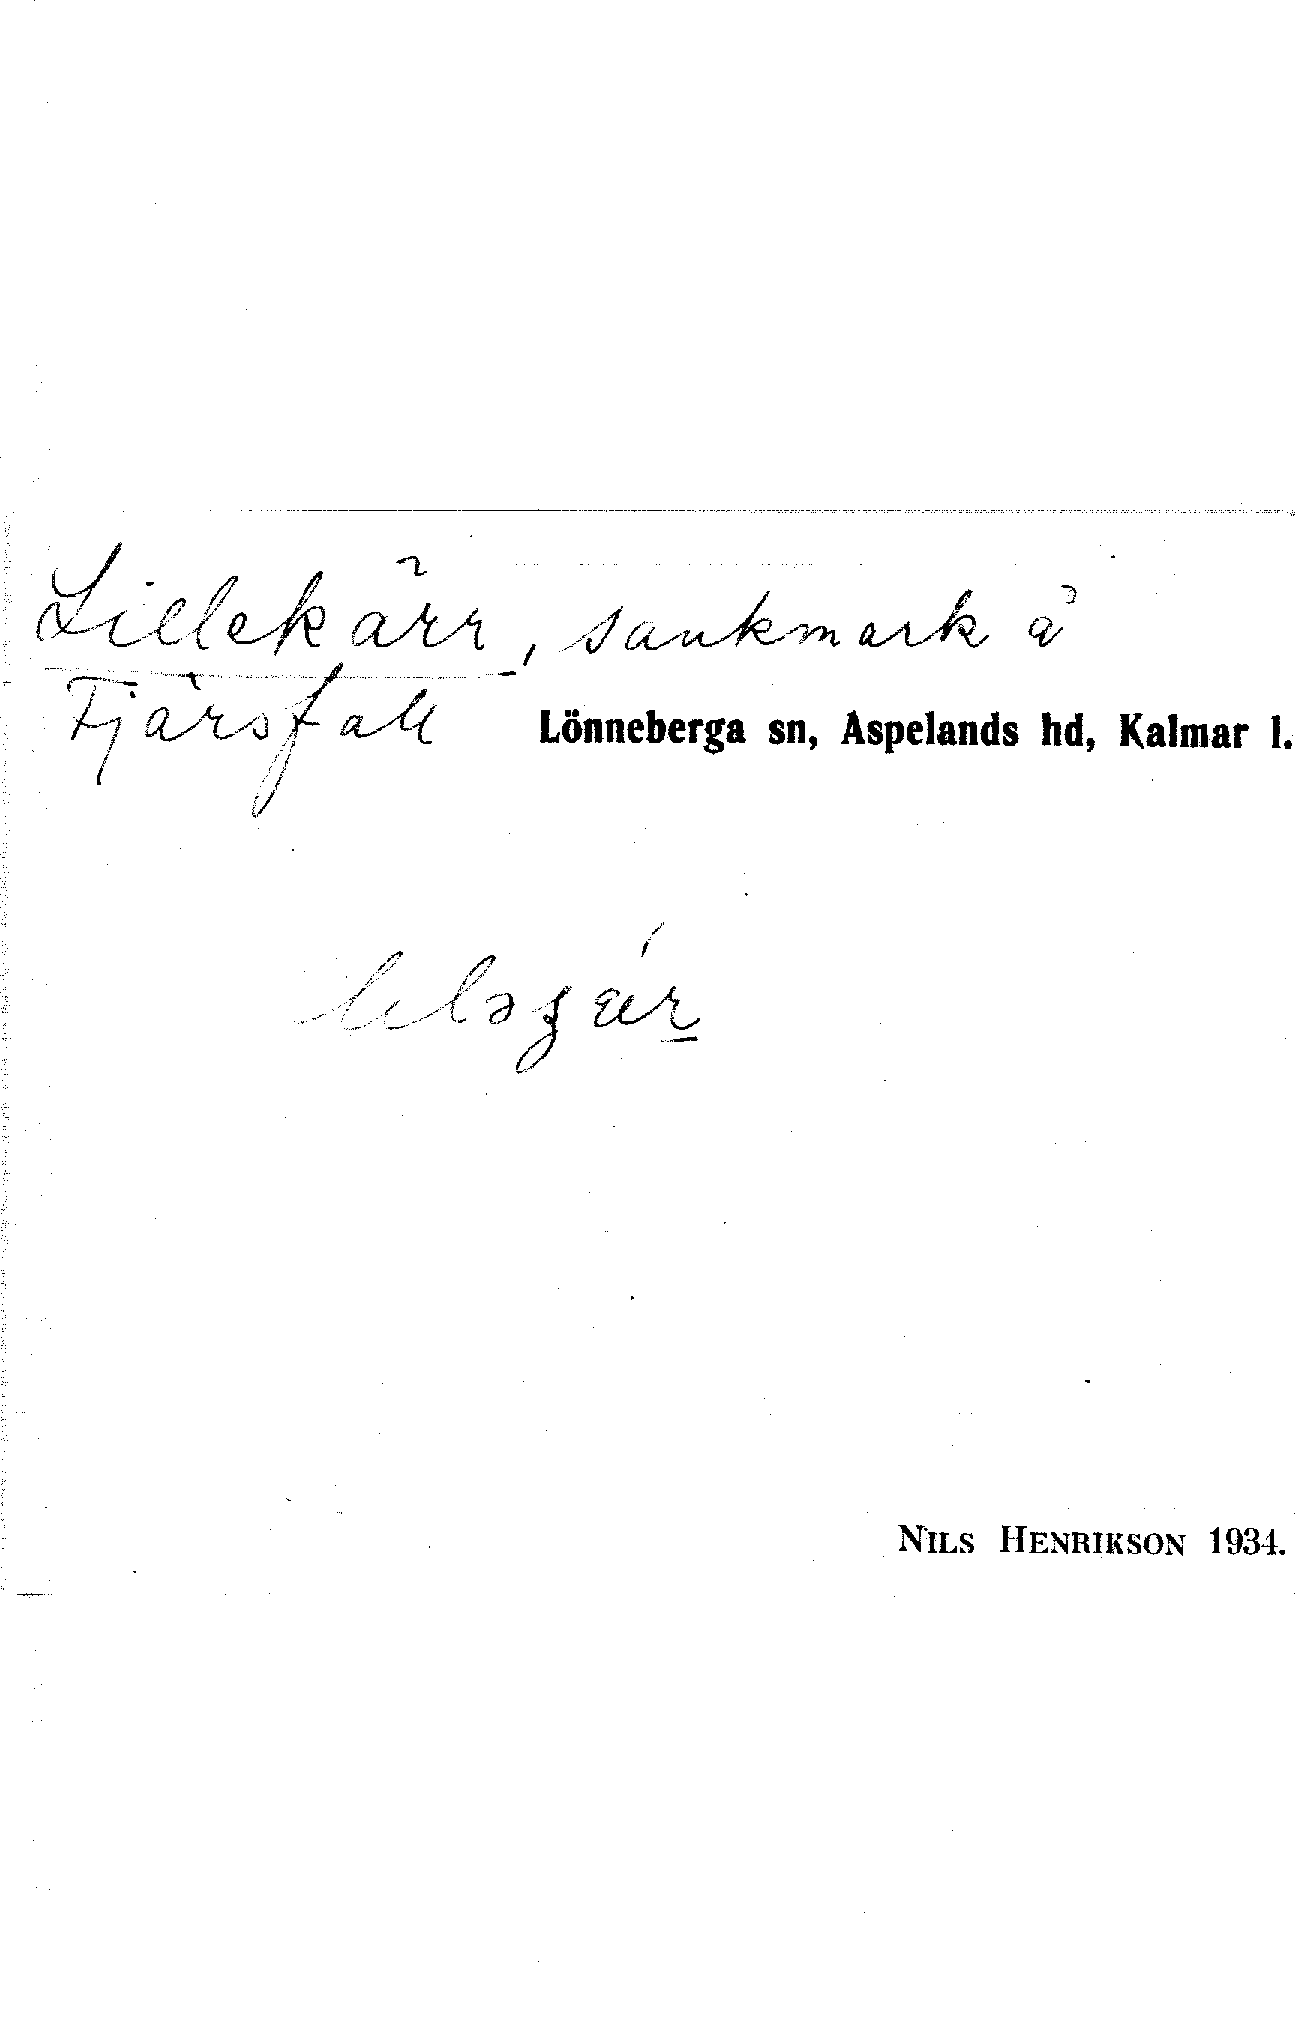 Lillekärr, sankmark å
Fjärsfall Lönneberga sn, Aspelands hd, Kalmar l.
NILS HENRIKSON 1934.